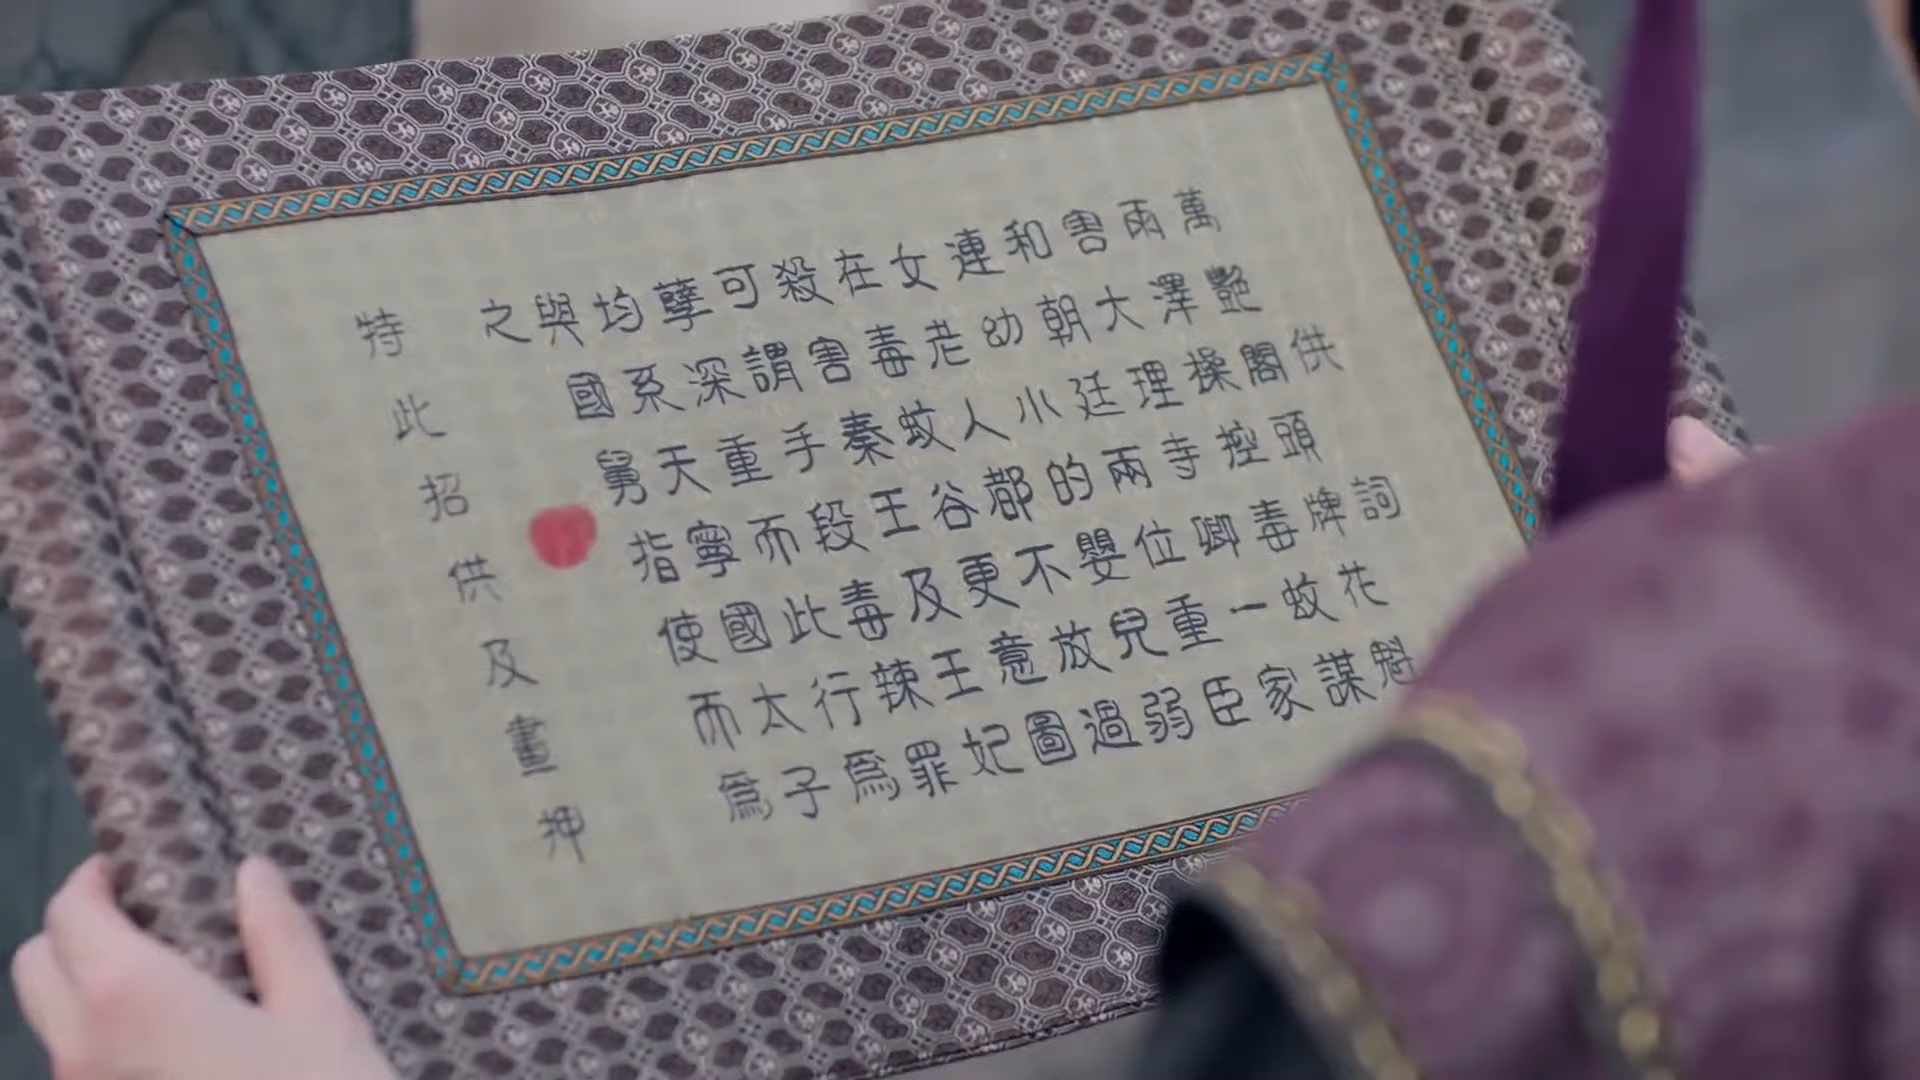 供詞
萬艷閣頭牌花魁
雨澤操控毒蚊謀
害大理寺卿一家
和朝廷兩位重臣
連幼小的嬰兒弱
女老人都不放過
在毒蚊谷更意圖
殺害秦王及王妃
可謂手段毒辣罪
孽深重而此行為
均系天寧國太子
與國舅指使而為
之
特此招供及畫押